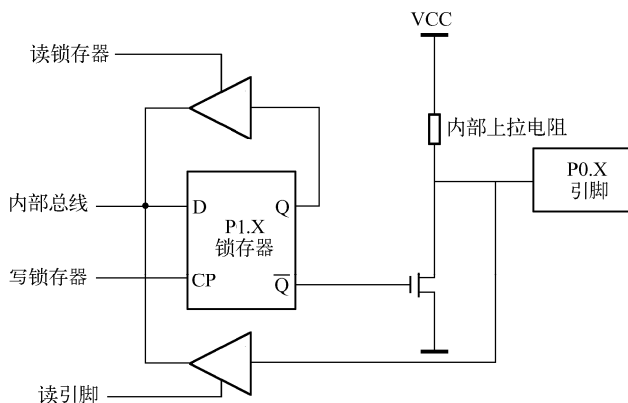 VCC
读锁存器
内部上拉电阻
P0.X
引脚
内部总线
D
Q
P1.X
锁存器
写锁存器
CP
Q̅
读引脚